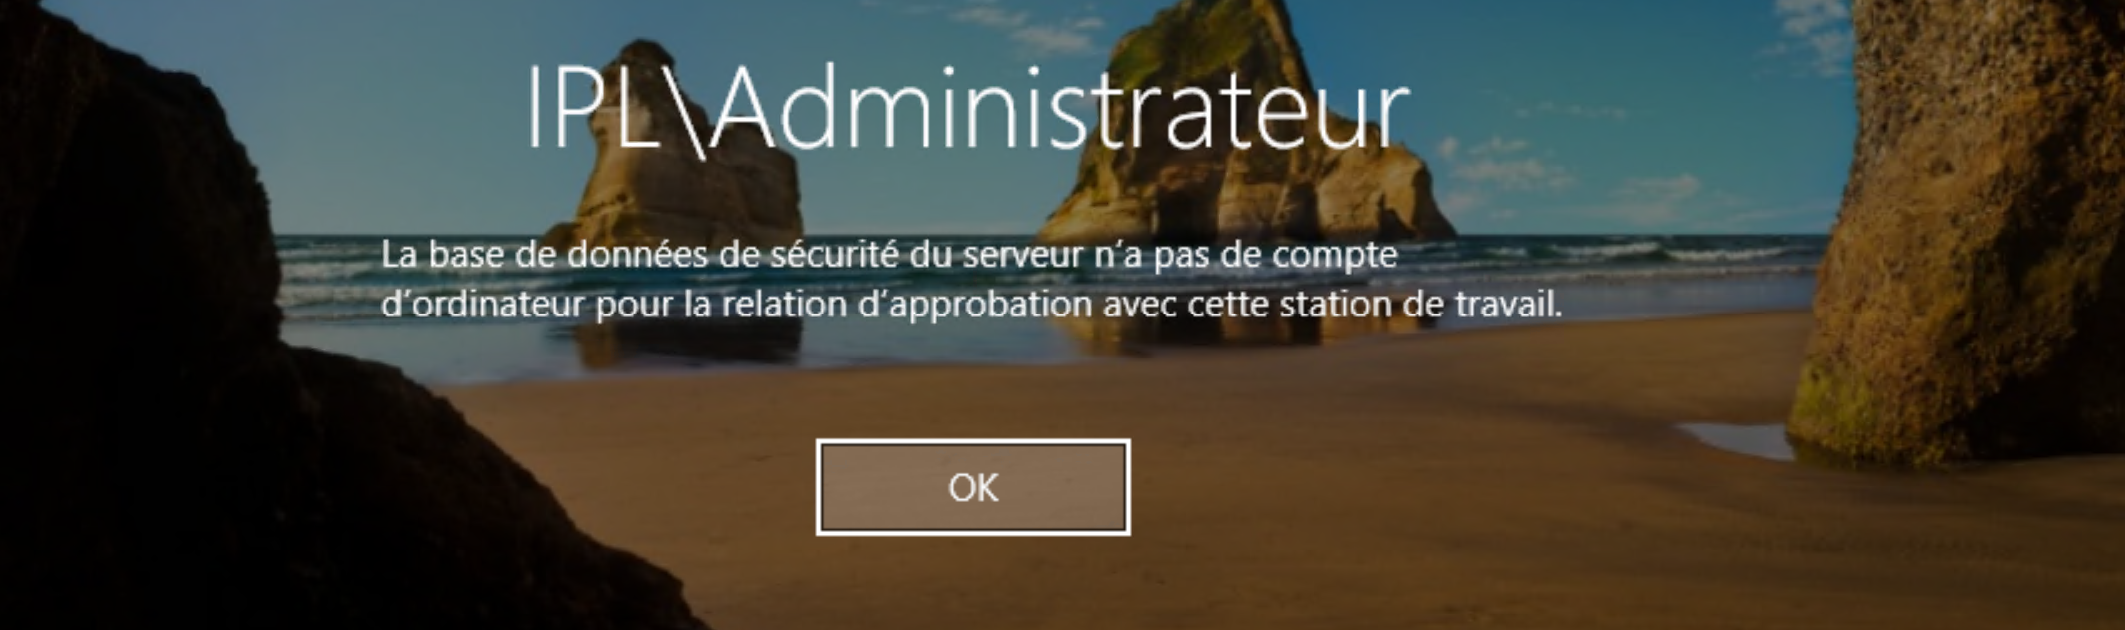 IPL\Administrateur
La base de données de sécurité du serveur n’a pas de compte
d’ordinateur pour la relation d’approbation avec cette station de travail.
OK